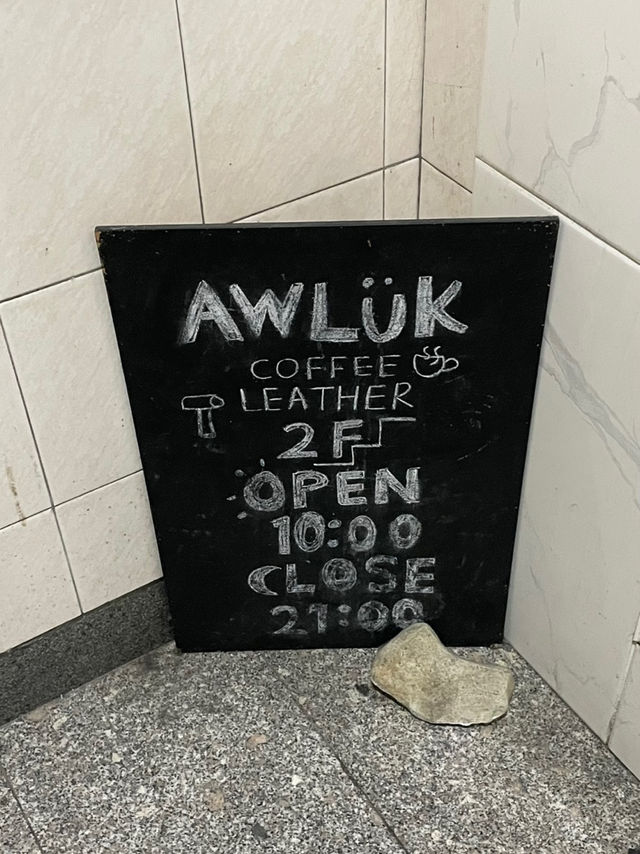 AWLÜK
COFFEE
LEATHER
2F
OPEN
10:00
CLOSE
21:00